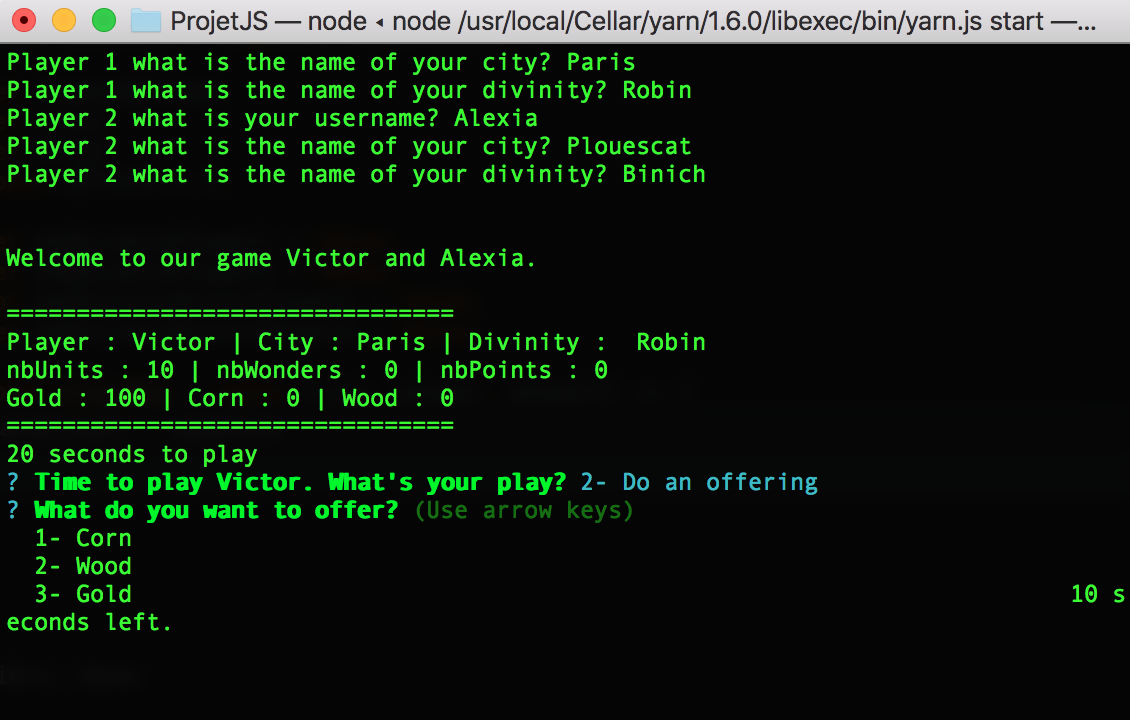 ProjetJS — node ◂ node /usr/local/Cellar/yarn/1.6.0/libexec/bin/yarn.js start —...
Player 1 what is the name of your city? Paris
Player 1 what is the name of your divinity? Robin
Player 2 what is your username? Alexia
Player 2 what is the name of your city? Plouescat
Player 2 what is the name of your divinity? Binich
Welcome to our game Victor and Alexia.
================================
Player : Victor | City : Paris | Divinity :  Robin
nbUnits : 10 | nbWonders : 0 | nbPoints : 0
Gold : 100 | Corn : 0 | Wood : 0
================================
20 seconds to play
? Time to play Victor. What's your play? 2- Do an offering
? What do you want to offer? (Use arrow keys)
1- Corn
2- Wood
3- Gold 10 s
econds left.